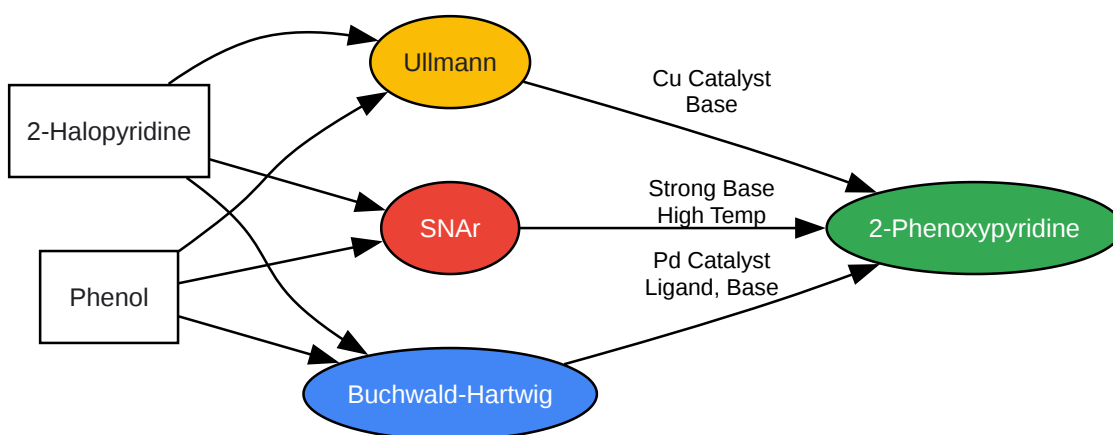 2-Halopyridine
Phenol
Ullmann
SNAr
Buchwald-Hartwig
Cu Catalyst
Base
Strong Base
High Temp
Pd Catalyst
Ligand, Base
2-Phenoxypyridine